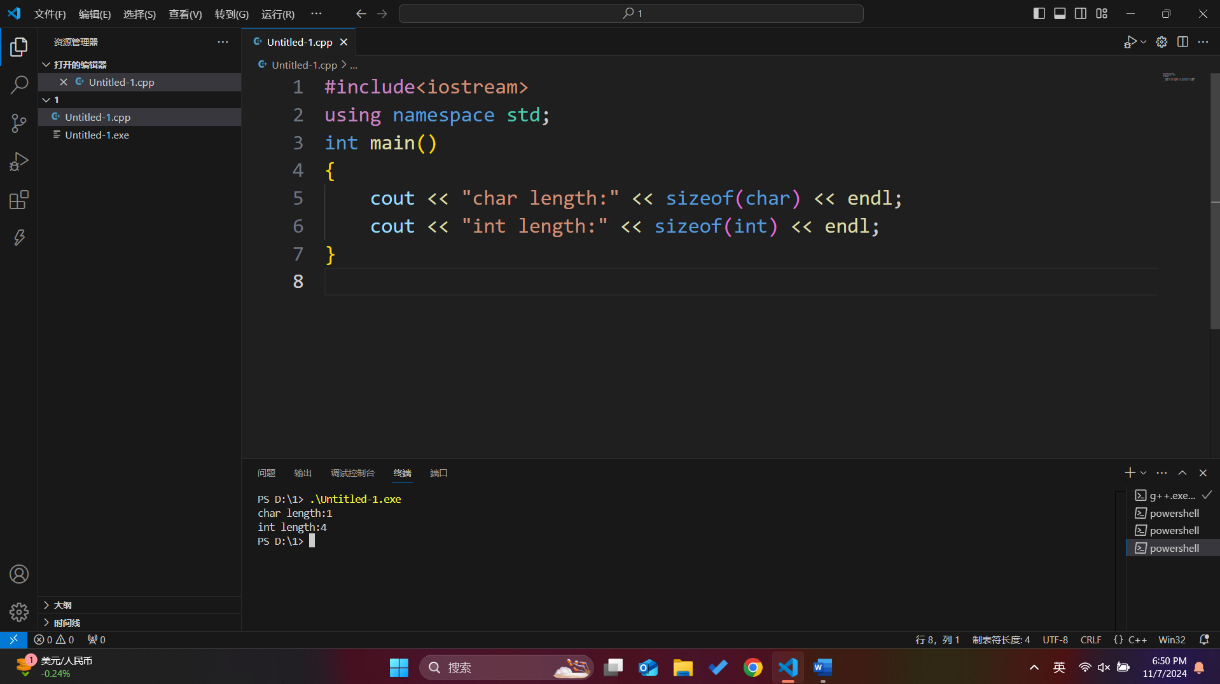 文件(F) 编辑(E) 选择(S) 查看(V) 转到(G) 运行(R) ··· 1
资源管理器 ···
打开的编辑器
Untitled-1.cpp
1
Untitled-1.cpp
Untitled-1.exe
大纲
时间线
Untitled-1.cpp
Untitled-1.cpp > ...
1 #include<iostream>
2 using namespace std;
3 int main()
4 {
5 cout << "char length:" << sizeof(char) << endl;
6 cout << "int length:" << sizeof(int) << endl;
7 }
8
问题 输出 调试控制台 终端 端口
PS D:\1> .\Untitled-1.exe
char length:1
int length:4
PS D:\1>
g++.exe...
powershell
powershell
powershell
0 0 0 行 8，列 1 制表符长度: 4 UTF-8 CRLF {} C++ Win32
1 美元/人民币
-0.24%
搜索
英
6:50 PM
11/7/2024